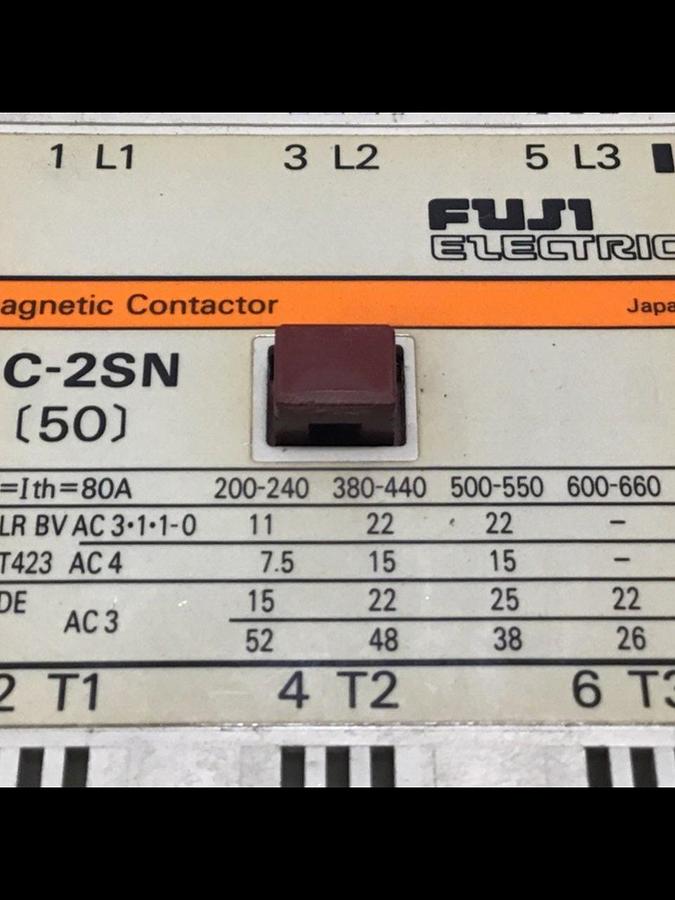 1 L1 3 L2 5 L3
FUJI
ELECTRIC
agnetic Contactor Japa
C-2SN
(50)
=Ith=80A 200-240 380-440 500-550 600-660
LR BV AC 3·1·1-0 11 22 22 –
T423 AC 4 7.5 15 15 –
DE AC 3 15 22 25 22
52 48 38 26
2 T1 4 T2 6 T3